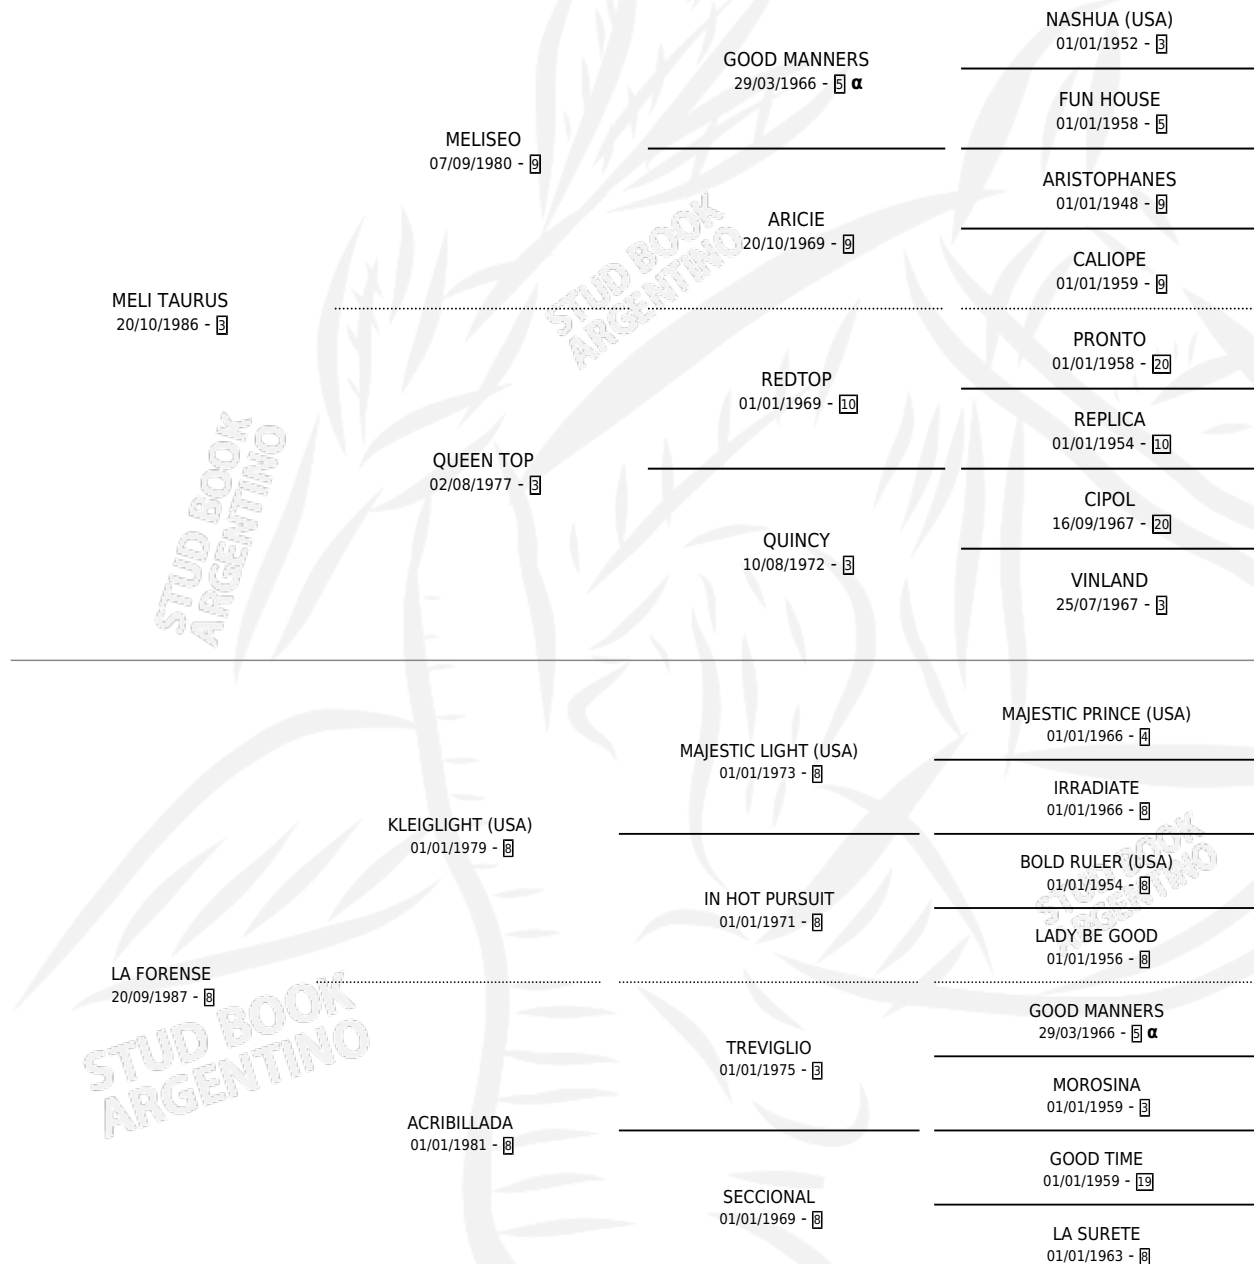 NASHUA (USA)
01/01/1952 - 3
GOOD MANNERS
29/03/1966 - 5 α
FUN HOUSE
01/01/1958 - 5
MELISEO
07/09/1980 - 9
ARISTOPHANES
01/01/1948 - 9
ARICIE
20/10/1969 - 9
CALIOPE
01/01/1959 - 9
STUD BOOK
ARGENTINO
MELI TAURUS
20/10/1986 - 3
PRONTO
01/01/1958 - 20
REDTOP
01/01/1969 - 10
REPLICA
01/01/1954 - 10
QUEEN TOP
02/08/1977 - 3
CIPOL
16/09/1967 - 20
QUINCY
10/08/1972 - 3
VINLAND
25/07/1967 - 3
STUD BOOK
ARGENTINO
MAJESTIC PRINCE (USA)
01/01/1966 - 4
MAJESTIC LIGHT (USA)
01/01/1973 - 8
IRRADIATE
01/01/1966 - 8
KLEIGLIGHT (USA)
01/01/1979 - 8
BOLD RULER (USA)
01/01/1954 - 8
STUD BOOK
ARGENTINO
IN HOT PURSUIT
01/01/1971 - 8
LADY BE GOOD
01/01/1956 - 8
LA FORENSE
20/09/1987 - 8
STUD BOOK
ARGENTINO
GOOD MANNERS
29/03/1966 - 5 α
TREVIGLIO
01/01/1975 - 3
MOROSINA
01/01/1959 - 3
ACRIBILLADA
01/01/1981 - 8
GOOD TIME
01/01/1959 - 19
SECCIONAL
01/01/1969 - 8
LA SURETE
01/01/1963 - 8